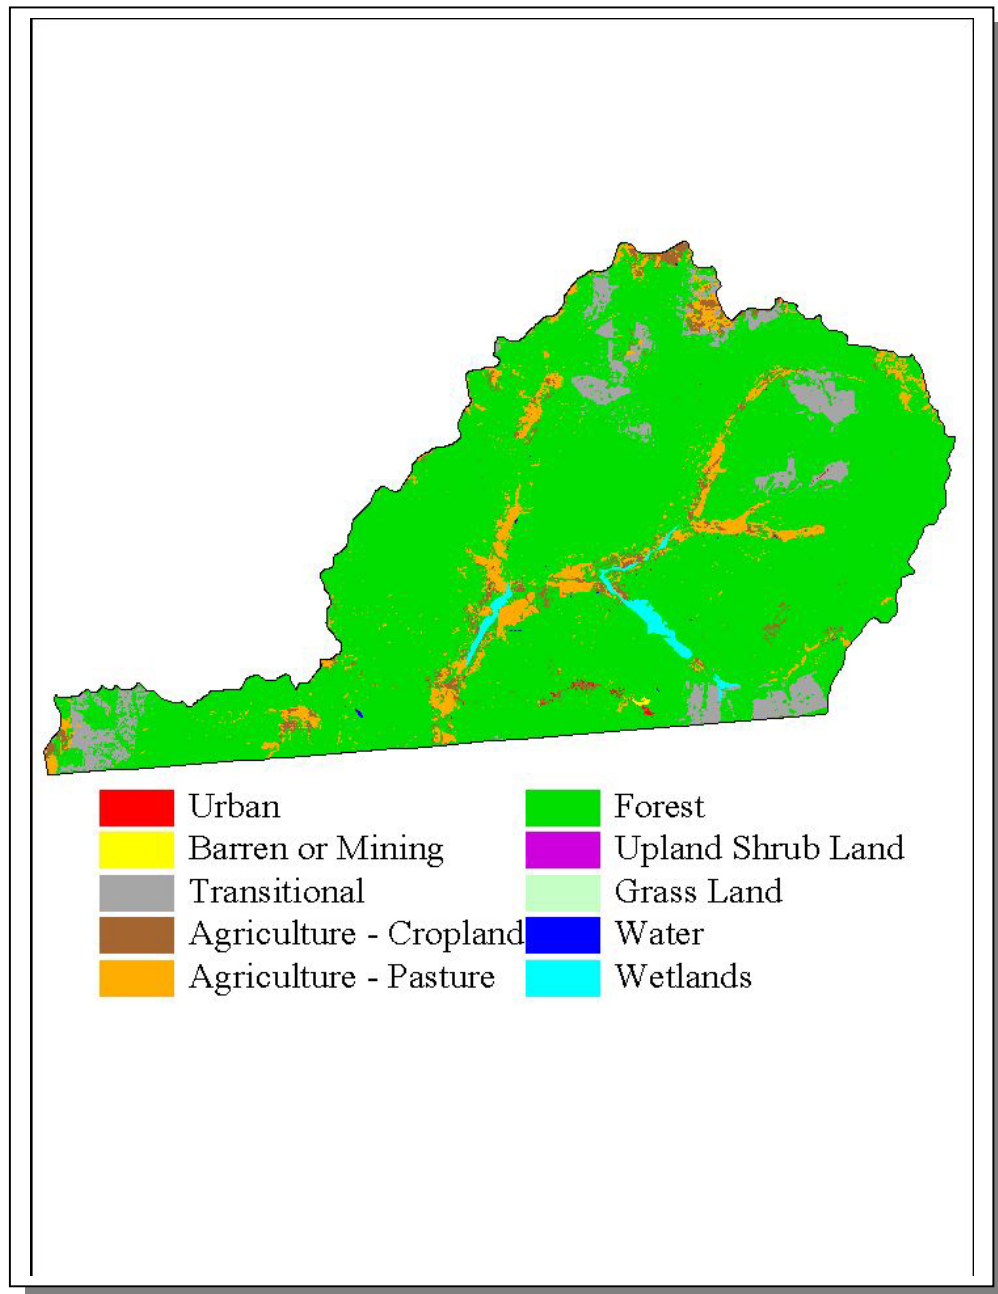 Urban
Barren or Mining
Transitional
Agriculture - Cropland
Agriculture - Pasture
Forest
Upland Shrub Land
Grass Land
Water
Wetlands